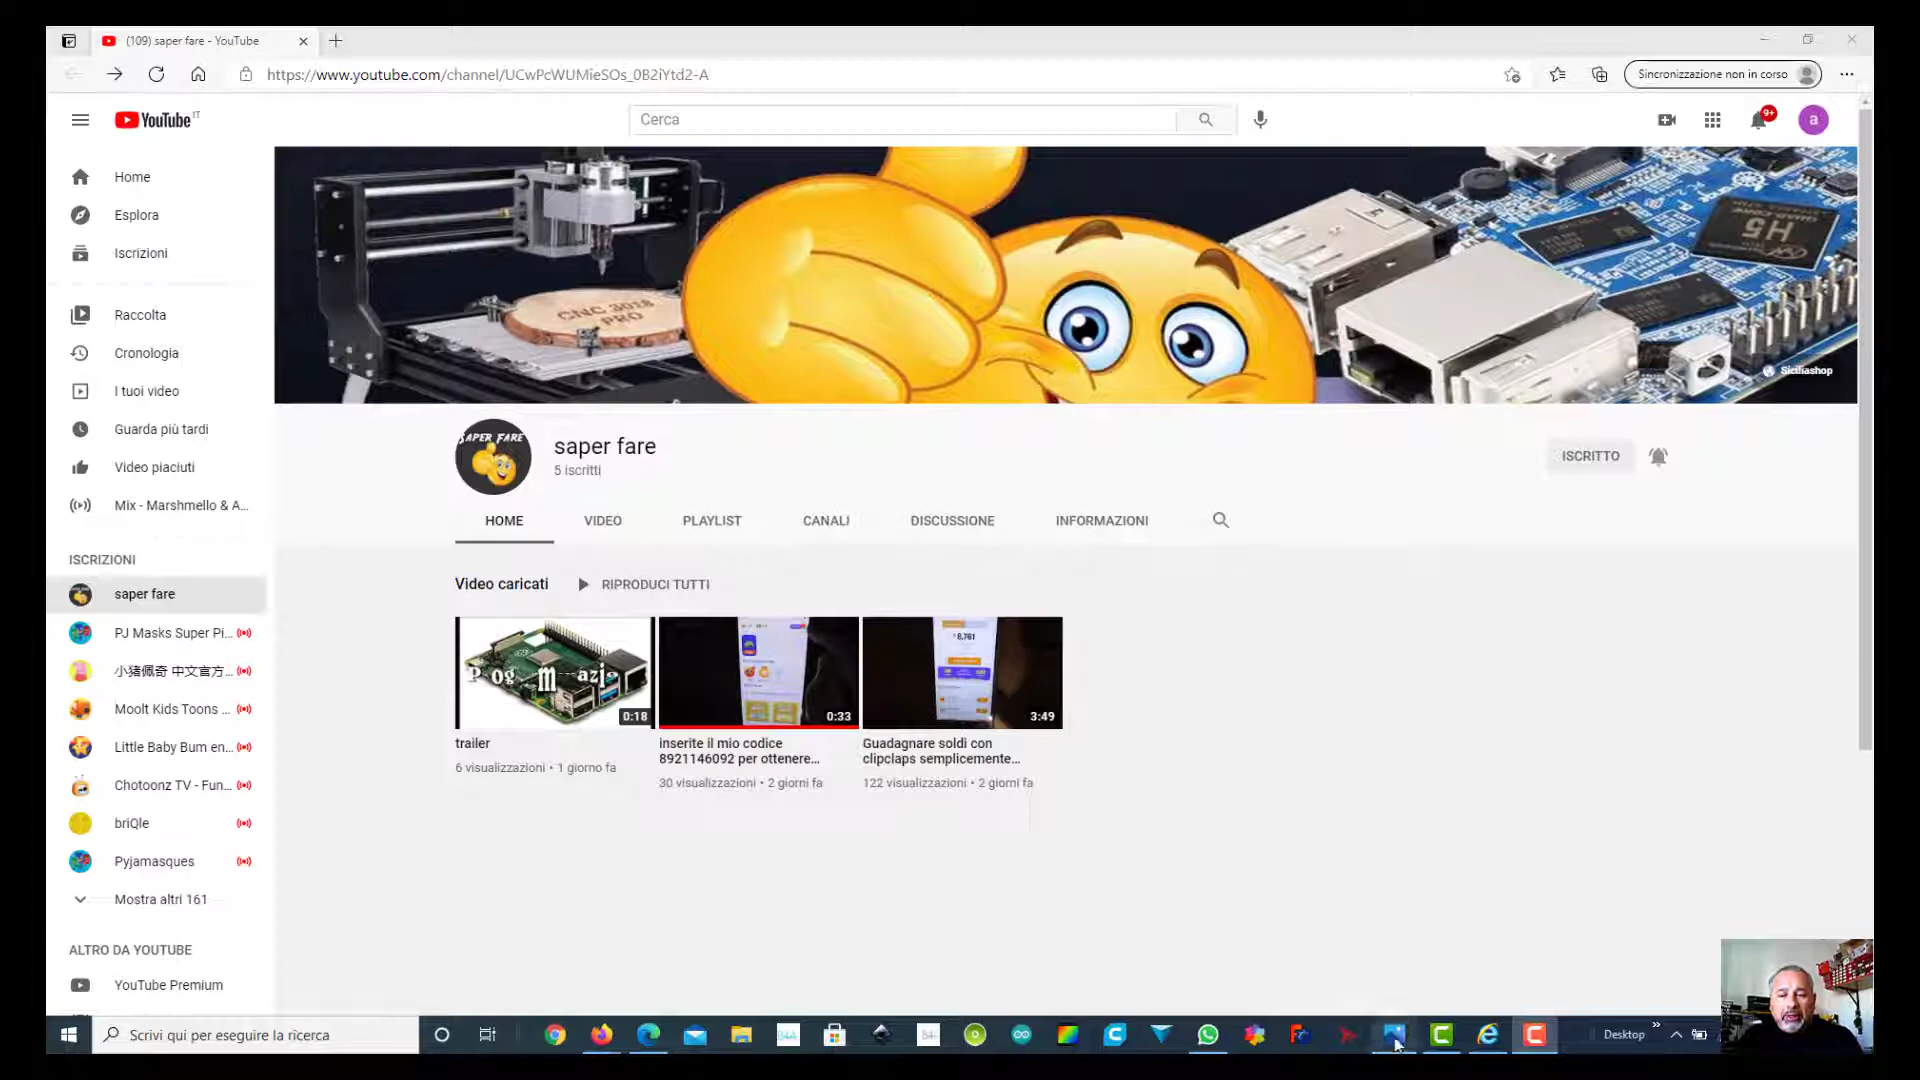 (109) saper fare - YouTube
https://www.youtube.com/channel/UCwPcWUMieSOs_0B2iYtd2-A
Sincronizzazione non in corso
YouTube IT
Cerca
9+
a
Home
Esplora
Iscrizioni
Raccolta
Cronologia
I tuoi video
Guarda più tardi
Video piaciuti
Mix - Marshmello & A...
ISCRIZIONI
saper fare
PJ Masks Super Pi...
小猪佩奇 中文官方...
Moolt Kids Toons ...
Little Baby Bum en...
Chotoonz TV - Fun...
briQle
Pyjamasques
Mostra altri 161
ALTRO DA YOUTUBE
YouTube Premium
CNC 3018
PRO
H5
Siciliashop
SAPER FARE
saper fare
5 iscritti
ISCRITTO
HOME
VIDEO
PLAYLIST
CANALI
DISCUSSIONE
INFORMAZIONI
Video caricati
RIPRODUCI TUTTI
0:18
trailer
6 visualizzazioni • 1 giorno fa
0:33
inserite il mio codice
8921146092 per ottenere...
30 visualizzazioni • 2 giorni fa
8,761
3:49
Guadagnare soldi con
clipclaps semplicemente...
122 visualizzazioni • 2 giorni fa
Scrivi qui per eseguire la ricerca
B4A
Desktop